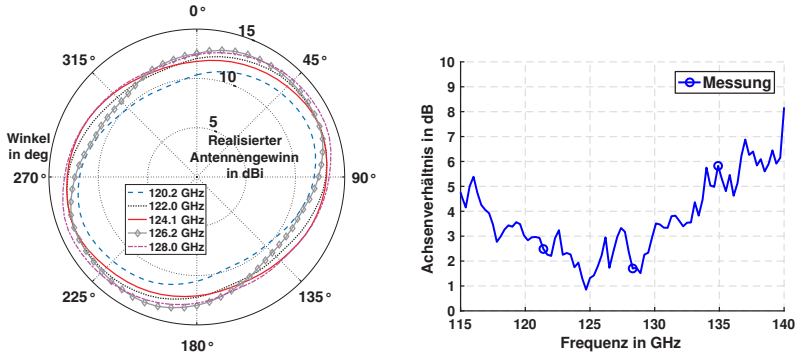 0°
15
315°
45°
10
5
Winkel
in deg
Realisierter
Antennengewinn
in dBi
270°
90°
120.2 GHz
122.0 GHz
124.1 GHz
126.2 GHz
128.0 GHz
225°
135°
180°
Achsenverhältnis in dB
10
9
8
7
6
5
4
3
2
1
0
Messung
115 120 125 130 135 140
Frequenz in GHz